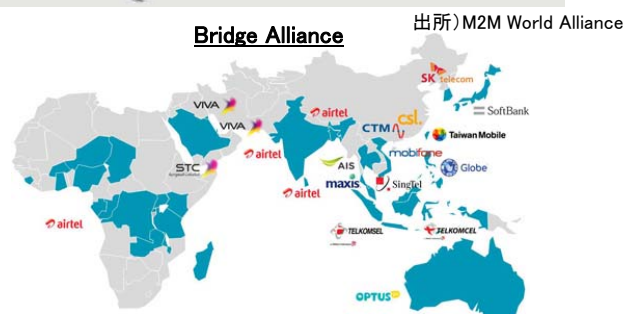 出所)M2M World Alliance
Bridge Alliance
SK telecom
VIVA
SoftBank
airtel
csl.
CTM
VIVA
Taiwan Mobile
mobifone
airtel
AIS
STC
Globe
maxis
SingTel
airtel
airtel
TELKOMSEL
TELKOMCEL
OPTUS